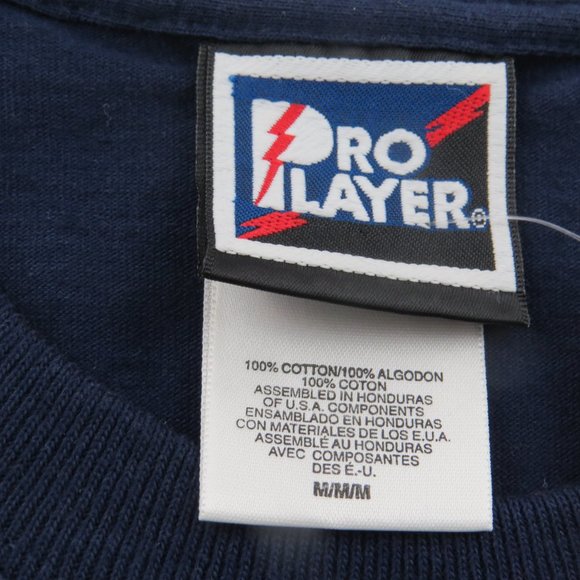 PRO
PLAYER®
100% COTTON/100% ALGODON
100% COTON
ASSEMBLED IN HONDURAS
OF U.S.A. COMPONENTS
ENSAMBLADO EN HONDURAS
CON MATERIALES DE LOS E.U.A.
ASSEMBLÉ AU HONDURAS
AVEC COMPOSANTES
DES É.-U.
M/M/M